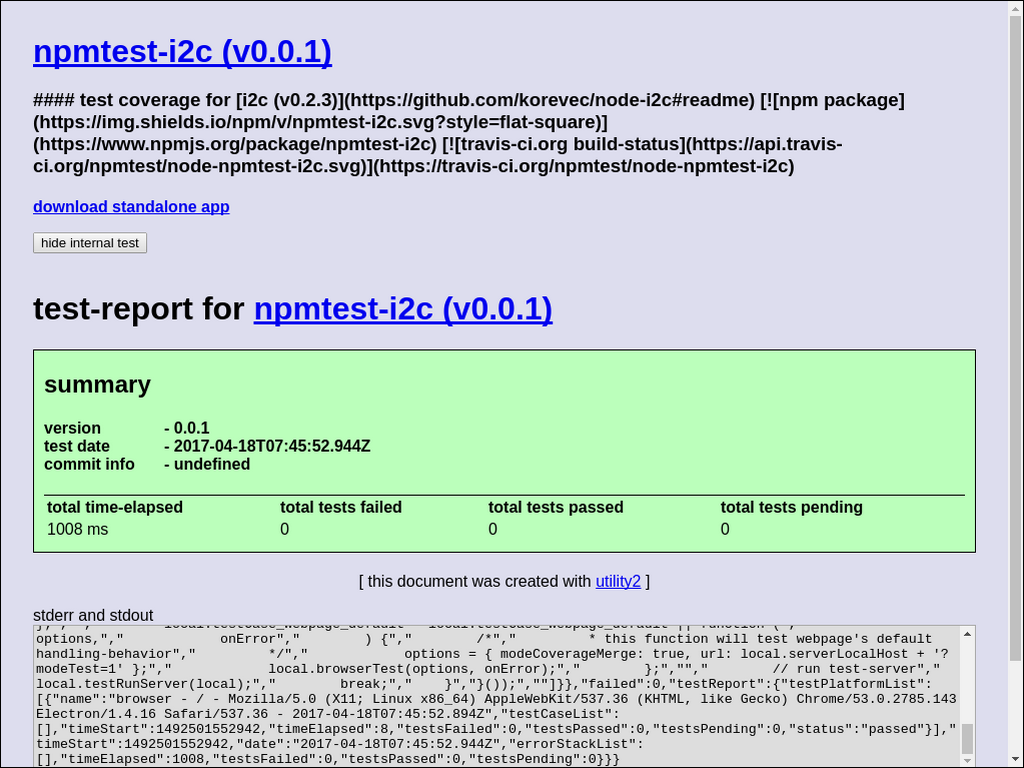 npmtest-i2c (v0.0.1)
#### test coverage for [i2c (v0.2.3)](https://github.com/korevec/node-i2c#readme) [![npm package]
(https://img.shields.io/npm/v/npmtest-i2c.svg?style=flat-square)]
(https://www.npmjs.org/package/npmtest-i2c) [![travis-ci.org build-status](https://api.travis-
ci.org/npmtest/node-npmtest-i2c.svg)](https://travis-ci.org/npmtest/node-npmtest-i2c)
download standalone app
hide internal test
test-report for npmtest-i2c (v0.0.1)
summary
version - 0.0.1
test date - 2017-04-18T07:45:52.944Z
commit info - undefined
total time-elapsed total tests failed total tests passed total tests pending
1008 ms 0 0 0
[ this document was created with utility2 ]
stderr and stdout
options,","            onError","        ) {","        /*","         * this function will test webpage's default
handling-behavior","         */","            options = { modeCoverageMerge: true, url: local.serverLocalHost + '?
modeTest=1' };","            local.browserTest(options, onError);","        };","","        // run test-server","
local.testRunServer(local);","        break;","    }","}());",""]}},"failed":0,"testReport":{"testPlatformList":
[{"name":"browser - / - Mozilla/5.0 (X11; Linux x86_64) AppleWebKit/537.36 (KHTML, like Gecko) Chrome/53.0.2785.143
Electron/1.4.16 Safari/537.36 - 2017-04-18T07:45:52.894Z","testCaseList":
[],"timeStart":1492501552942,"timeElapsed":8,"testsFailed":0,"testsPassed":0,"testsPending":0,"status":"passed"}],"
timeStart":1492501552942,"date":"2017-04-18T07:45:52.944Z","errorStackList":
[],"timeElapsed":1008,"testsFailed":0,"testsPassed":0,"testsPending":0}}}